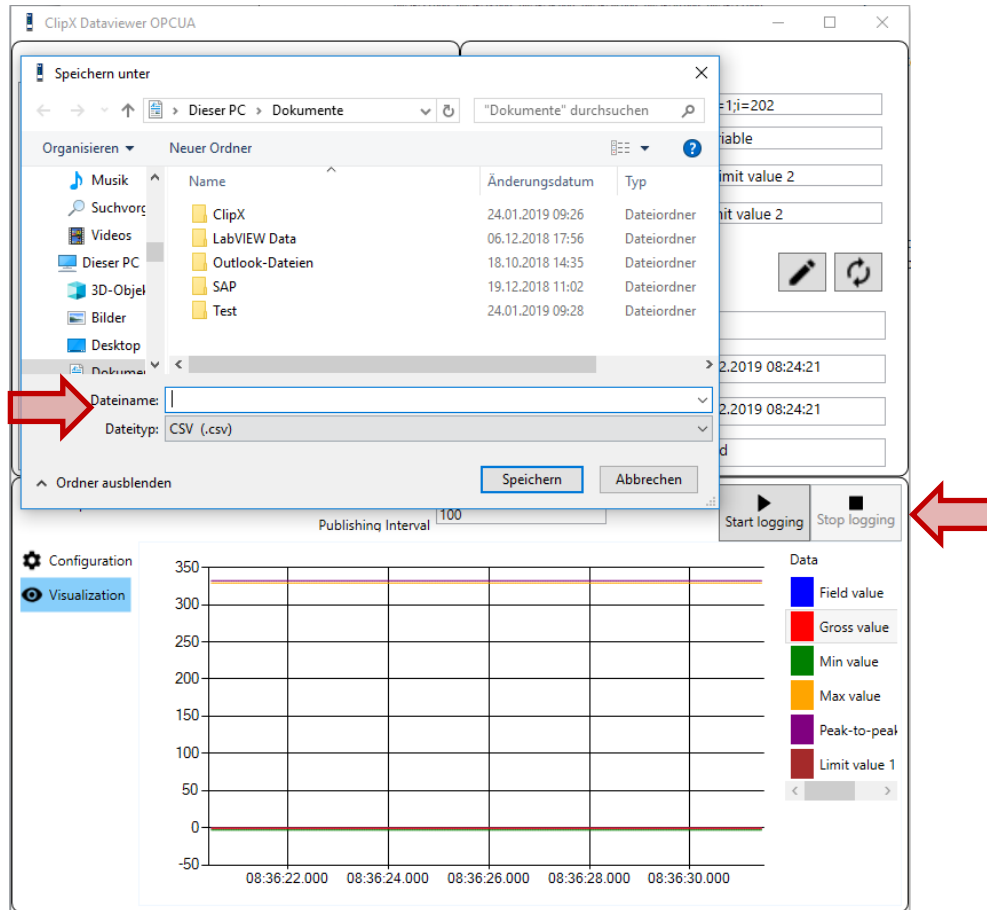 ClipX Dataviewer OPCUA
Speichern unter
Dieser PC > Dokumente
"Dokumente" durchsuchen
Organisieren
Neuer Ordner
Musik
Suchvorg
Videos
Dieser PC
3D-Objek
Bilder
Desktop
Dokumen
Name
Änderungsdatum
Typ
ClipX 24.01.2019 09:26 Dateiordner
LabVIEW Data 06.12.2018 17:56 Dateiordner
Outlook-Dateien 18.10.2018 14:35 Dateiordner
SAP 19.12.2018 11:02 Dateiordner
Test 24.01.2019 09:28 Dateiordner
Dateiname:
Dateityp: CSV (.csv)
Ordner ausblenden
Speichern
Abbrechen
=1;i=202
riable
imit value 2
nit value 2
2.2019 08:24:21
2.2019 08:24:21
d
Publishing Interval 100
Start logging
Stop logging
Configuration
Visualization
350
300
250
200
150
100
50
0
-50
08:36:22.000 08:36:24.000 08:36:26.000 08:36:28.000 08:36:30.000
Data
Field value
Gross value
Min value
Max value
Peak-to-peak
Limit value 1